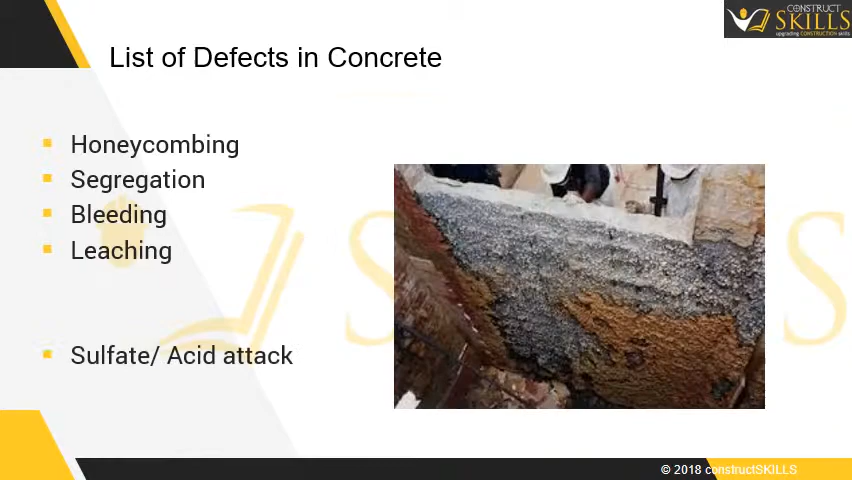 CONSTRUCT
SKILLS
upgrading CONSTRUCTION skills
List of Defects in Concrete
Honeycombing
Segregation
Bleeding
Leaching
Sulfate/ Acid attack
© 2018 constructSKILLS